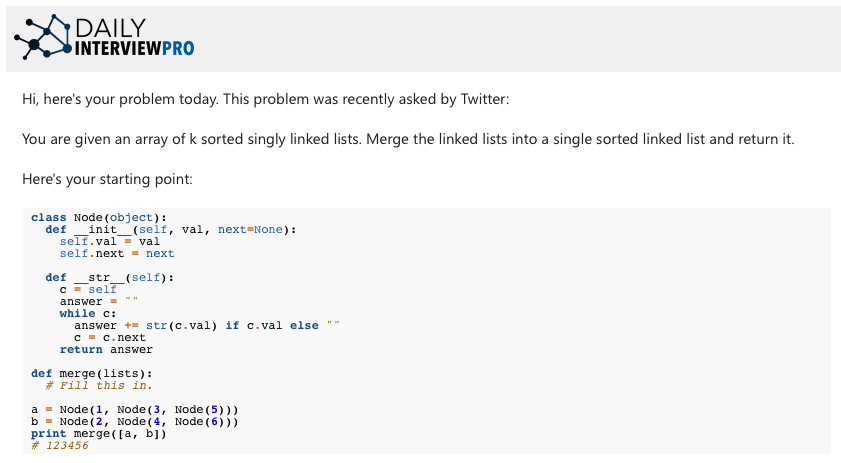 DAILY
INTERVIEWPRO
Hi, here's your problem today. This problem was recently asked by Twitter:
You are given an array of k sorted singly linked lists. Merge the linked lists into a single sorted linked list and return it.
Here's your starting point:
class Node(object):
  def __init__(self, val, next=None):
    self.val = val
    self.next = next
  def __str__(self):
    c = self
    answer = ""
    while c:
      answer += str(c.val) if c.val else ""
      c = c.next
    return answer
def merge(lists):
  # Fill this in.
a = Node(1, Node(3, Node(5)))
b = Node(2, Node(4, Node(6)))
print merge([a, b])
# 123456